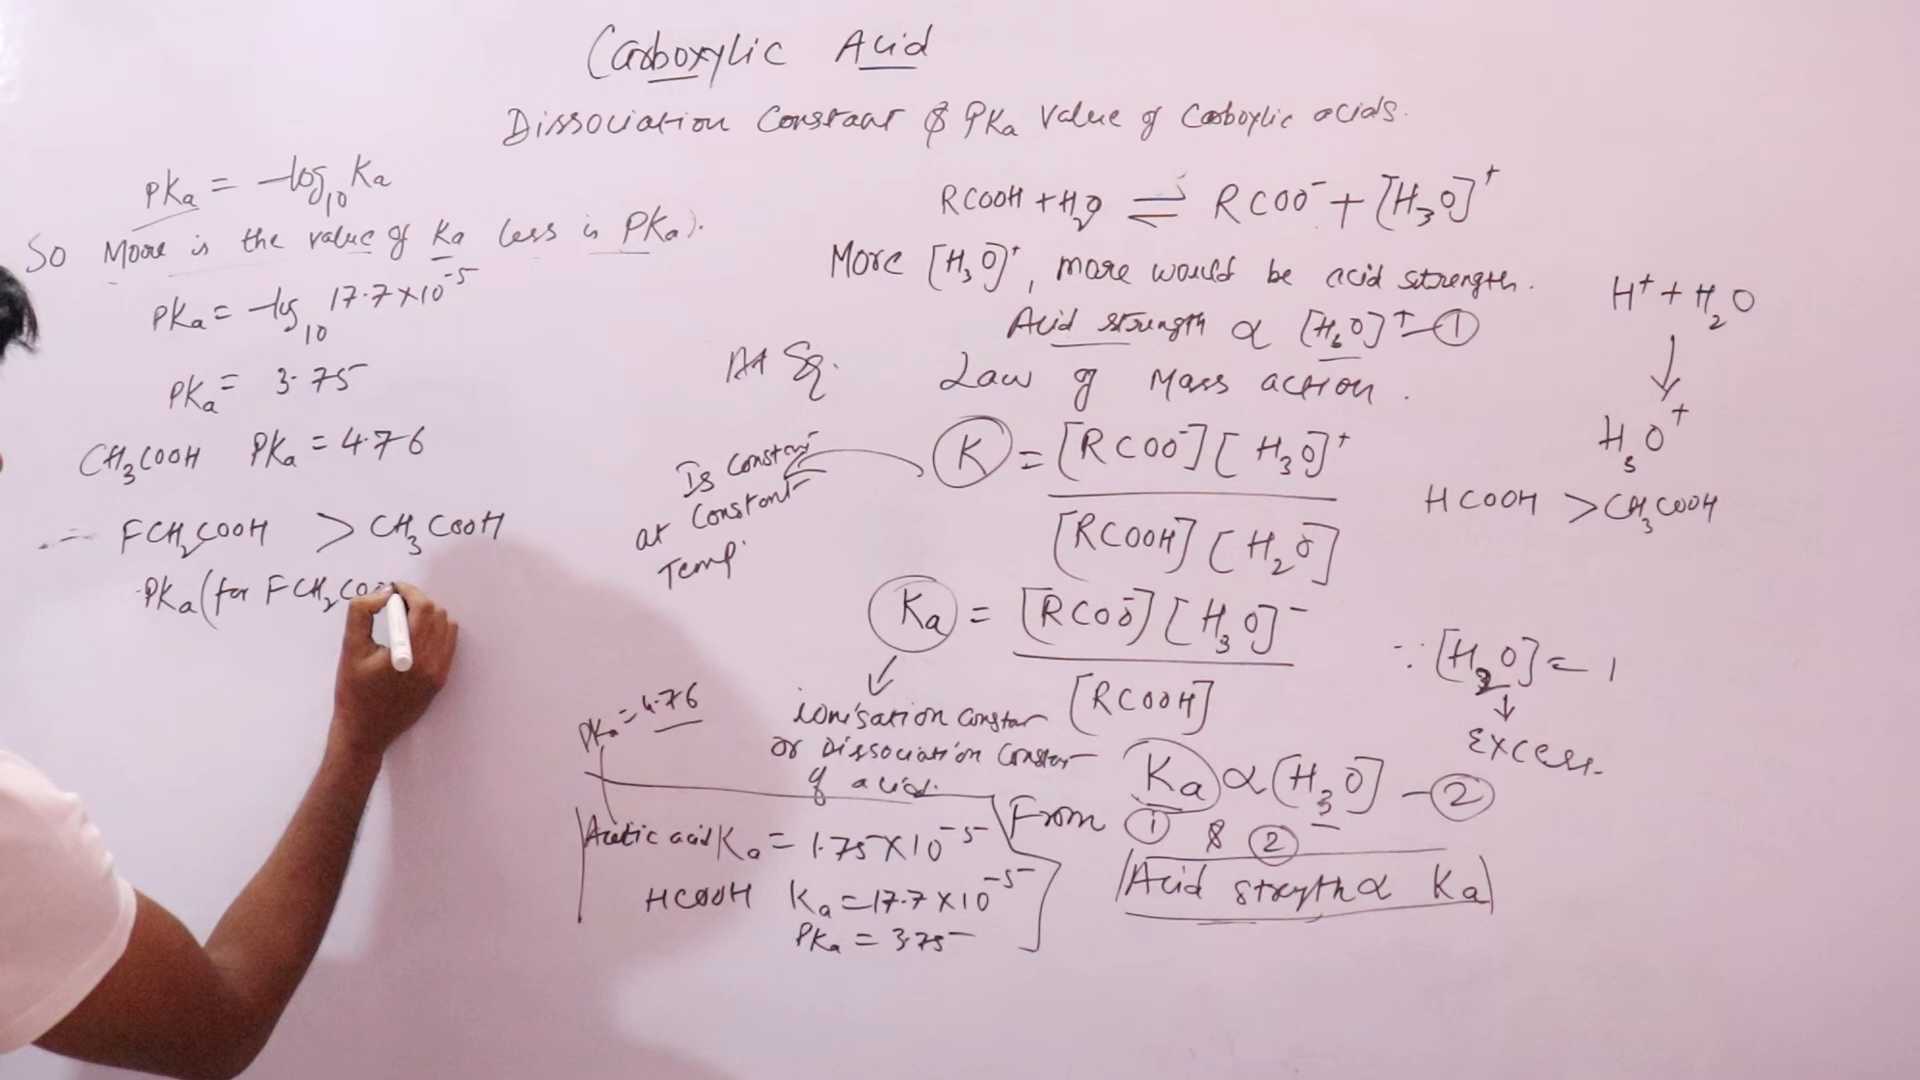 Carboxylic Acid
Dissociation Constant & PKa Value of Carboxylic acids.
PKa = -log10 Ka
So More is the value of Ka less is PKa).
PKa = -log10 17.7×10⁻⁵
PKa = 3.75
CH3COOH PKa = 4.76
FCH2COOH > CH3COOH
PKa (for FCH2COO
RCOOH + H2O ⇌ RCOO⁻ + [H3O]⁺
More [H3O]⁺, more would be acid strength.
Acid strength ∝ [H3O]⁺ - ①
At Eq. Law of Mass action.
K = [RCOO⁻][H3O]⁺
[RCOOH][H2O]
Is Constant
at Constant
Temp.
Ka = [RCOO⁻][H3O]⁻
[RCOOH]
ionisation Constant
or Dissociation Constant
of acid.
Ka ∝ [H3O] - ②
From ① & ②
Acid strength ∝ Ka
PKa = 4.76
Acetic acid Ka = 1.75×10⁻⁵
HCOOH Ka = 17.7×10⁻⁵
PKa = 3.75
H⁺ + H2O
↓
H3O⁺
HCOOH > CH3COOH
∵ [H2O] = 1
↓
Excess.